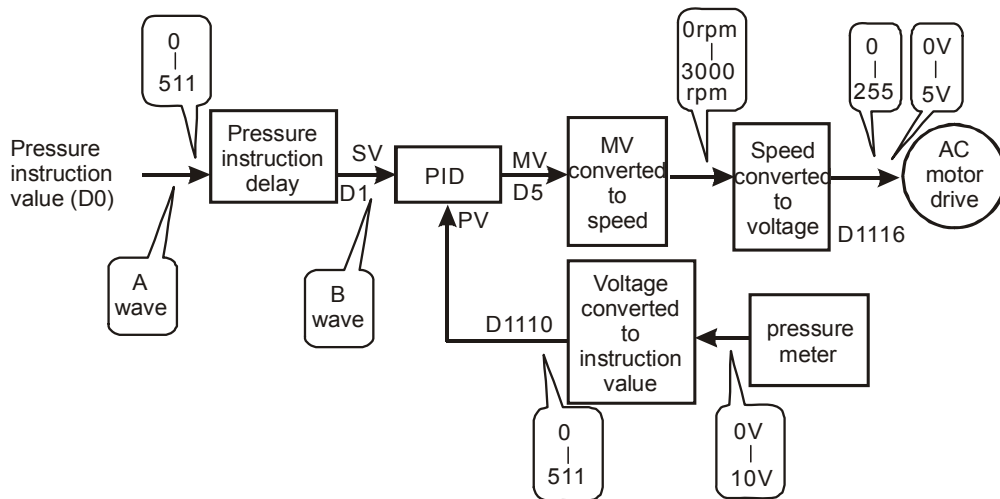 Pressure
instruction
value (D0)
0
511
A
wave
Pressure
instruction
delay
SV
D1
B
wave
PID
PV
MV
D5
MV
converted
to
speed
0rpm
3000
rpm
Speed
converted
to
voltage
0
255
0V
5V
D1116
AC
motor
drive
D1110
0
511
Voltage
converted
to
instruction
value
0V
10V
pressure
meter